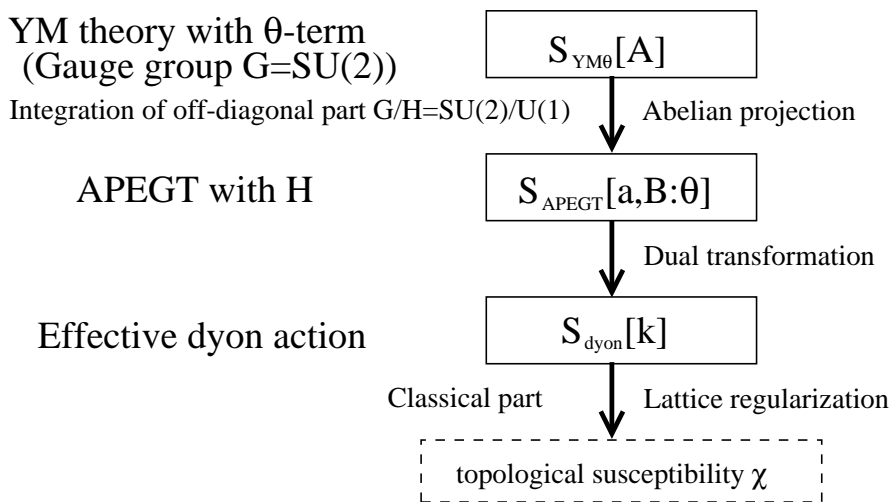 YM theory with θ-term
(Gauge group G=SU(2))
S_YMθ[A]
Integration of off-diagonal part G/H=SU(2)/U(1)
Abelian projection
APEGT with H
S_APEGT[a,B:θ]
Dual transformation
Effective dyon action
S_dyon[k]
Classical part
Lattice regularization
topological susceptibility χ